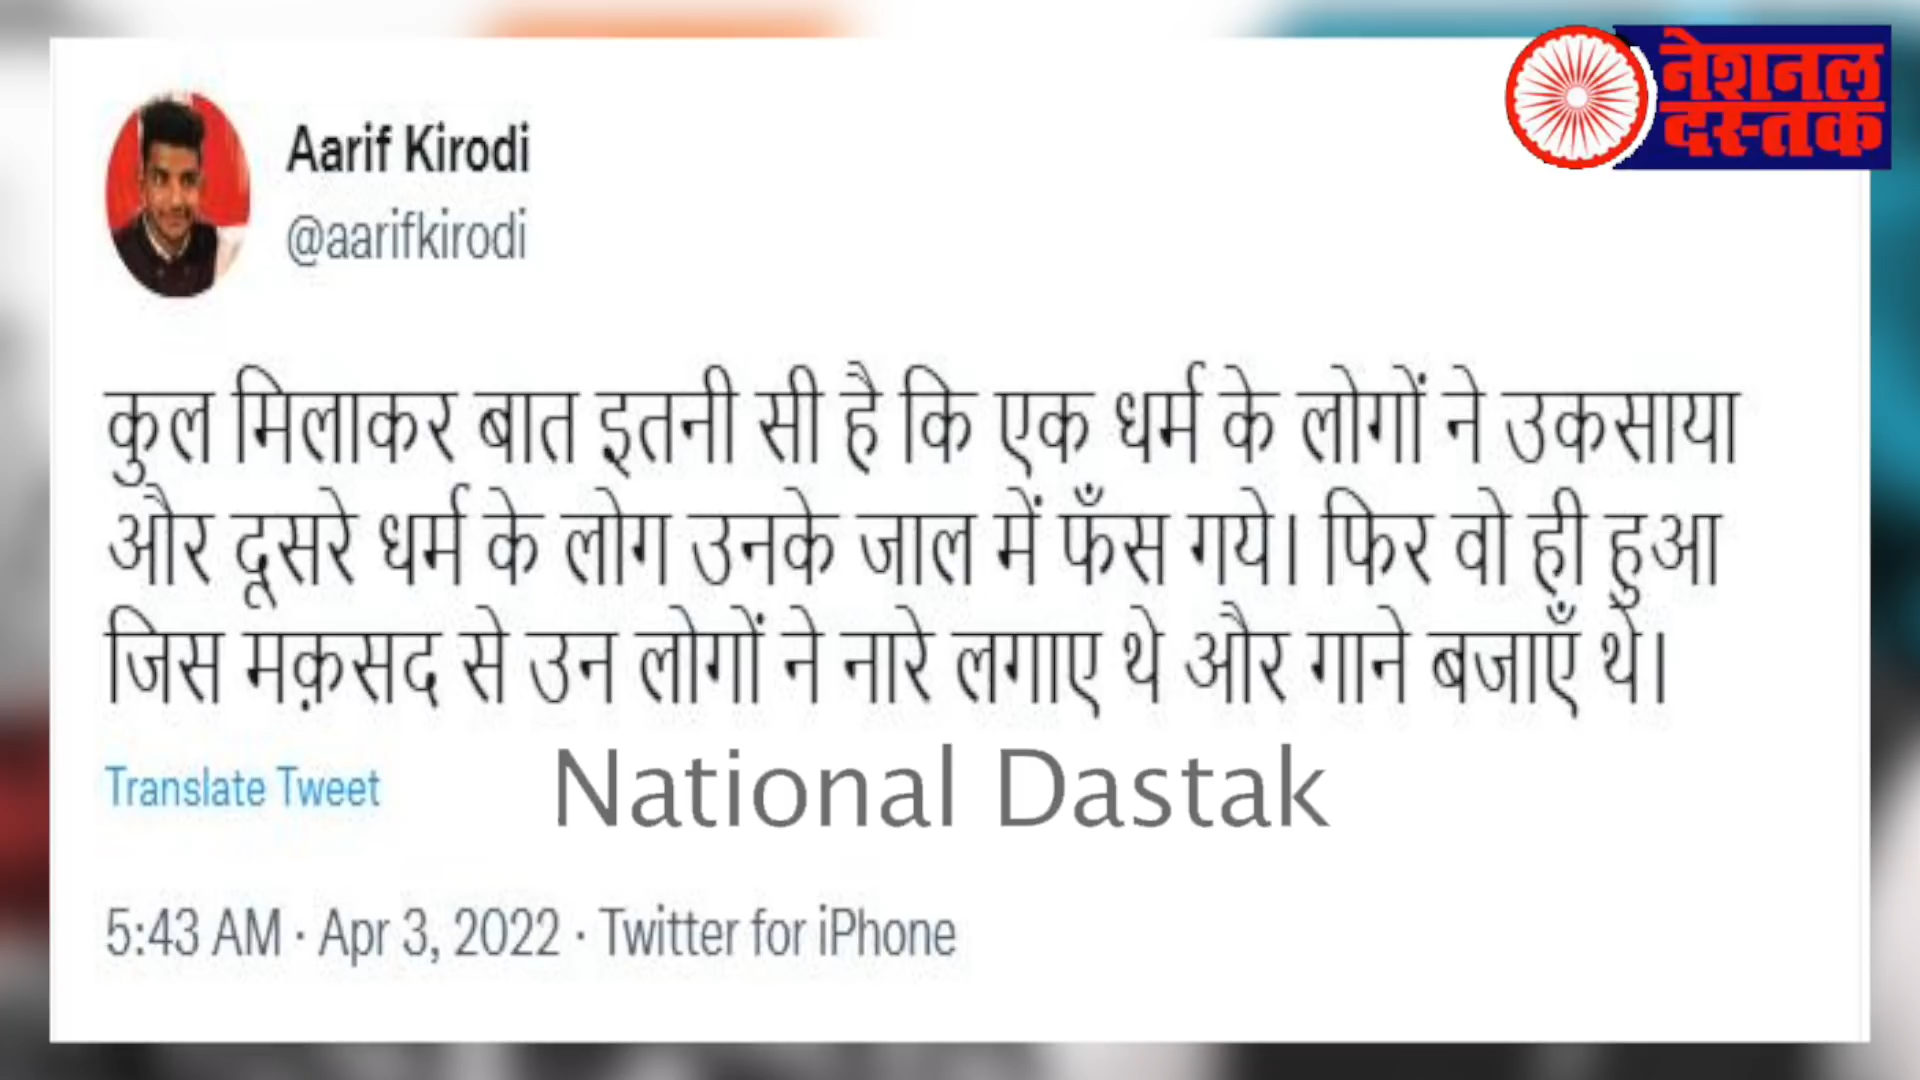 नेशनल
दस्तक
Aarif Kirodi
@aarifkirodi
कुल मिलाकर बात इतनी सी है कि एक धर्म के लोगों ने उकसाया
और दूसरे धर्म के लोग उनके जाल में फँस गये। फिर वो ही हुआ
जिस मक़सद से उन लोगों ने नारे लगाए थे और गाने बजाएँ थे।
Translate Tweet
National Dastak
5:43 AM · Apr 3, 2022 · Twitter for iPhone